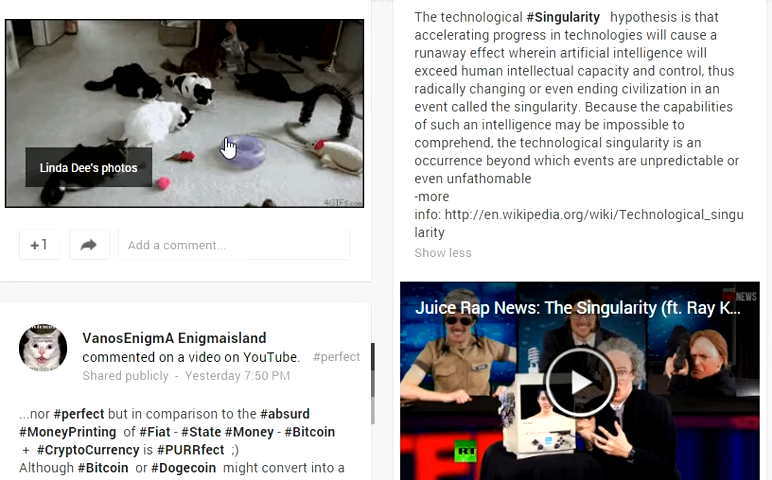 Linda Dee's photos
4GIFs.com
+1
Add a comment...
VanosEnigmA Enigmaisland
commented on a video on YouTube. #perfect
Shared publicly - Yesterday 7:50 PM
...nor #perfect but in comparison to the #absurd
#MoneyPrinting of #Fiat - #State #Money - #Bitcoin
+ #CryptoCurrency is #PURRfect ;)
Although #Bitcoin or #Dogecoin might convert into a
The technological #Singularity hypothesis is that
accelerating progress in technologies will cause a
runaway effect wherein artificial intelligence will
exceed human intellectual capacity and control, thus
radically changing or even ending civilization in an
event called the singularity. Because the capabilities
of such an intelligence may be impossible to
comprehend, the technological singularity is an
occurrence beyond which events are unpredictable or
even unfathomable
-more
info: http://en.wikipedia.org/wiki/Technological_singu
larity
Show less
Juice Rap News: The Singularity (ft. Ray K...
NEWS
RT